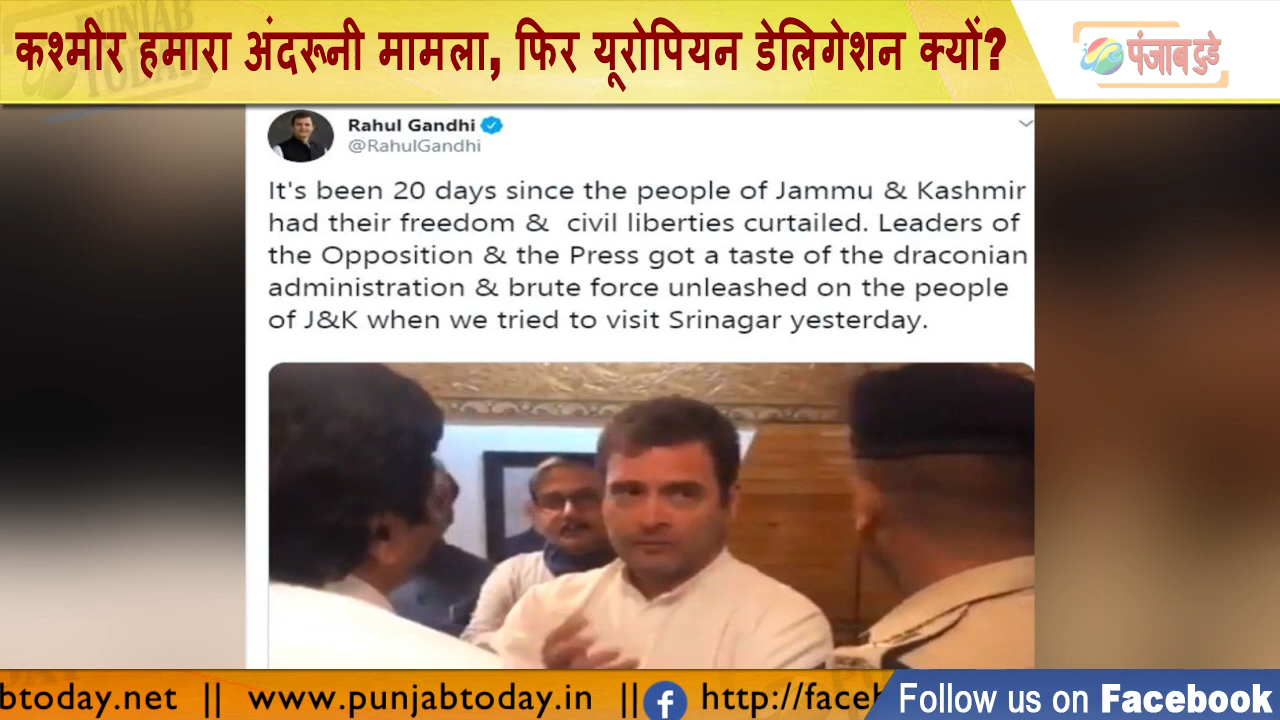 कश्मीर हमारा अंदरूनी मामला, फिर यूरोपियन डेलिगेशन क्यों?
पंजाब टुडे
PUNJAB
TODAY
Rahul Gandhi
@RahulGandhi
It's been 20 days since the people of Jammu & Kashmir
had their freedom & civil liberties curtailed. Leaders of
the Opposition & the Press got a taste of the draconian
administration & brute force unleashed on the people
of J&K when we tried to visit Srinagar yesterday.
btoday.net || www.punjabtoday.in || f http://face
Follow us on Facebook